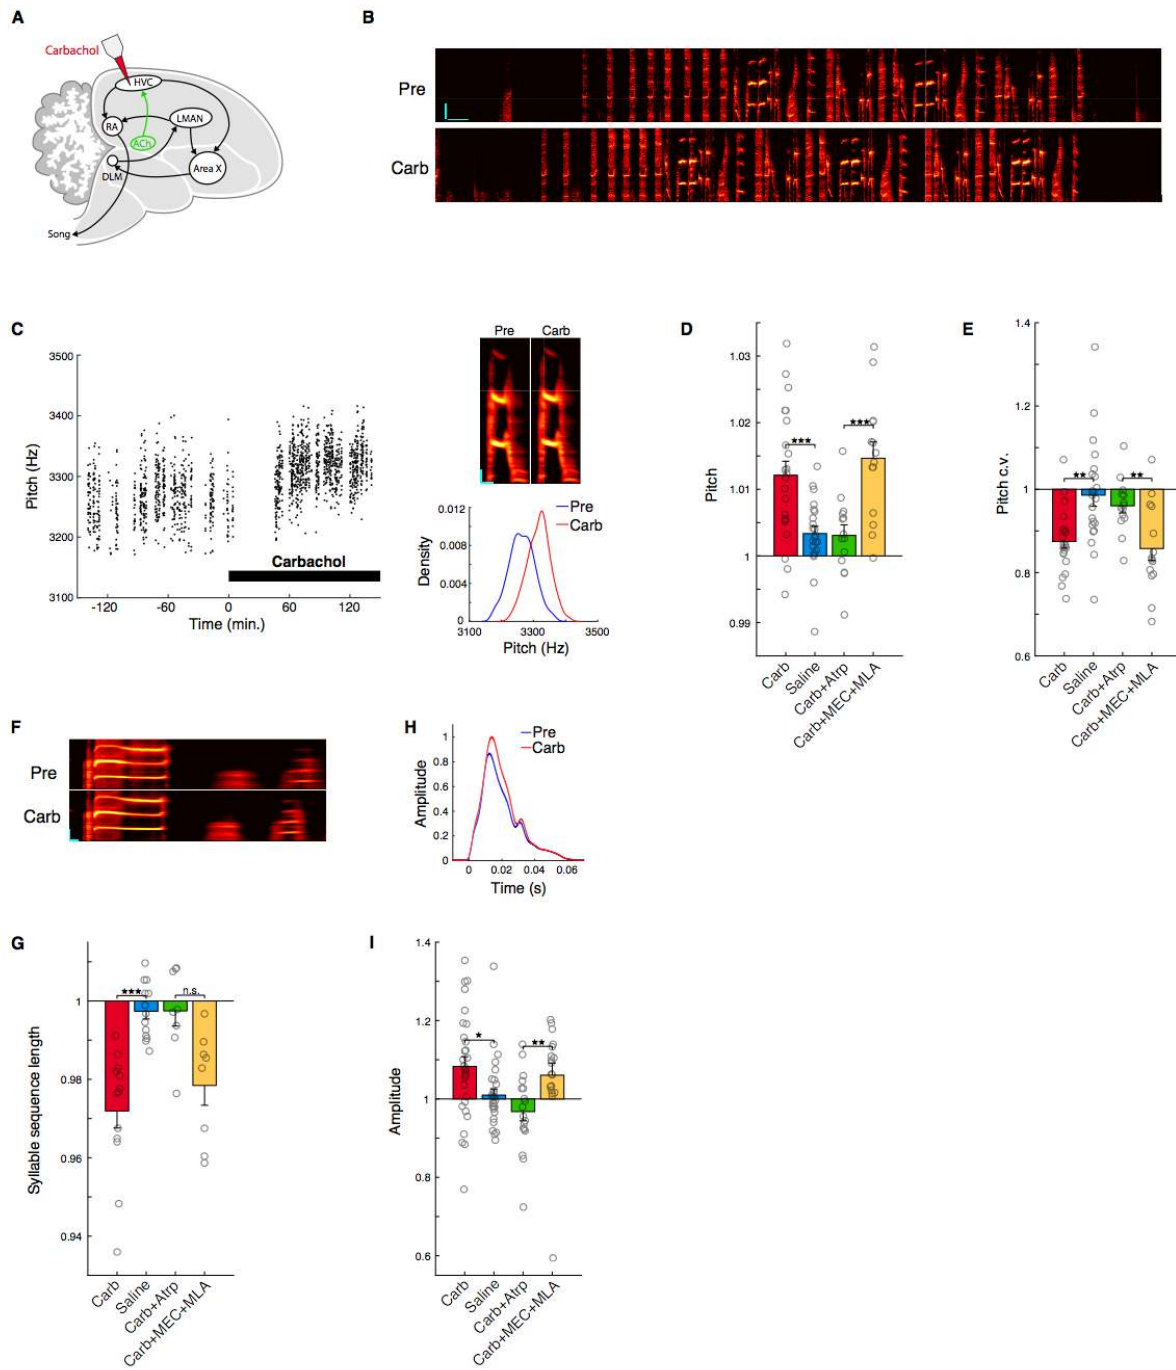 A
Carbachol
HVC
RA
LMAN
ACh
DLM
Area X
Song
B
Pre
Carb
C
3500
3400
3300
3200
3100
Pitch (Hz)
Carbachol
-120 -60 0 60 120
Time (min.)
Pre Carb
Pre
Carb
0.012
0.008
0.004
0
Density
3100 3300 3500
Pitch (Hz)
D
1.03
1.02
1.01
1
0.99
Pitch
★★★
★★★
Carb
Saline
Carb+Atrp
Carb+MEC+MLA
E
1.4
1.2
1
0.8
0.6
Pitch c.v.
★★
★★
Carb
Saline
Carb+Atrp
Carb+MEC+MLA
F
Pre
Carb
H
Pre
Carb
1
0.8
0.6
0.4
0.2
0
Amplitude
0 0.02 0.04 0.06
Time (s)
G
1
0.98
0.96
0.94
Syllable sequence length
★★★
n.s.
Carb
Saline
Carb+Atrp
Carb+MEC+MLA
I
1.4
1.2
1
0.8
0.6
Amplitude
★
★★
Carb
Saline
Carb+Atrp
Carb+MEC+MLA